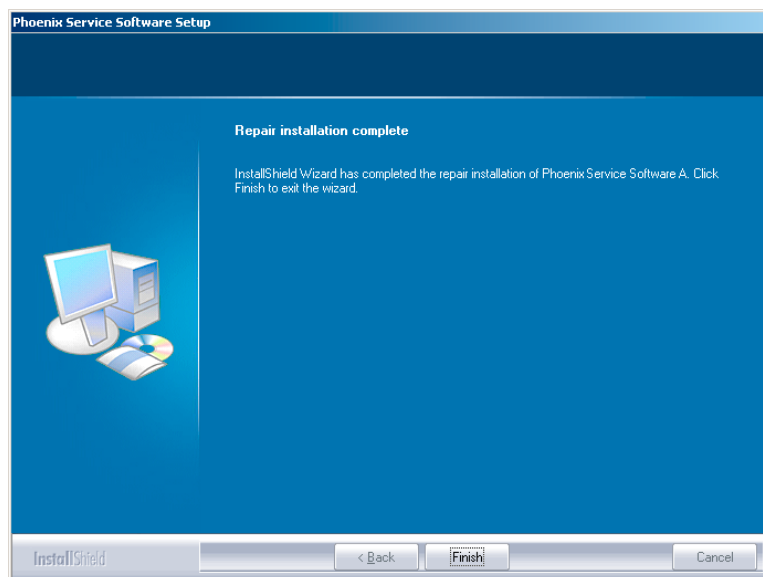 Phoenix Service Software Setup
Repair installation complete
InstallShield Wizard has completed the repair installation of Phoenix Service Software A. Click
Finish to exit the wizard.
InstallShield
< Back
Finish
Cancel